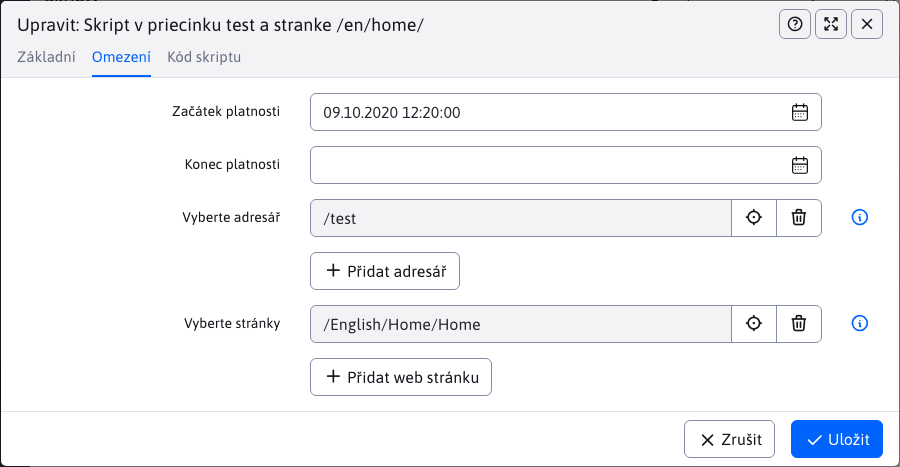 Upravit: Skript v priecinku test a stranke /en/home/
Základní Omezení Kód skriptu
Začátek platnosti 09.10.2020 12:20:00
Konec platnosti
Vyberte adresář /test
Přidat adresář
Vyberte stránky /English/Home/Home
Přidat web stránku
Zrušit Uložit